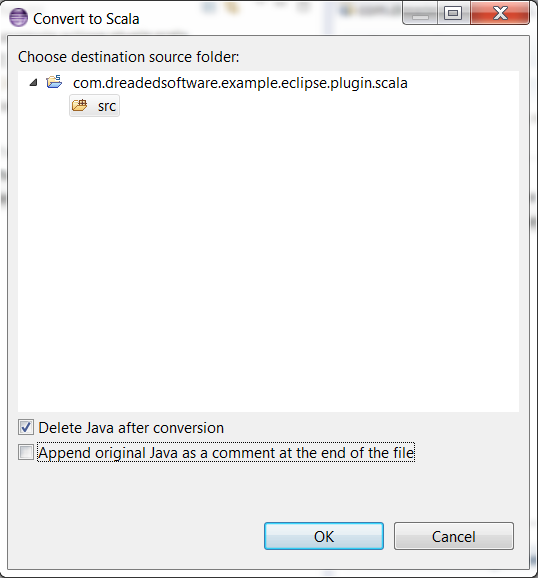 Convert to Scala
Choose destination source folder:
com.dreadedsoftware.example.eclipse.plugin.scala
src
Delete Java after conversion
Append original Java as a comment at the end of the file
OK
Cancel